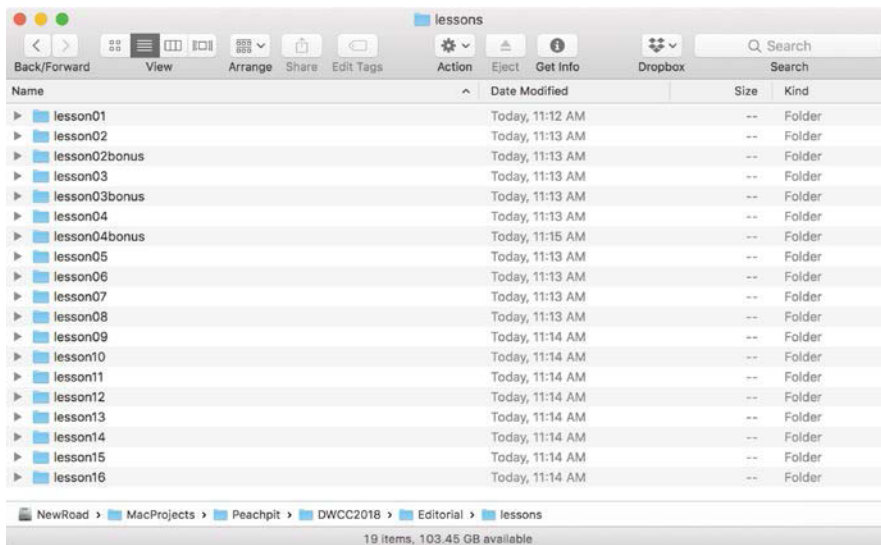 lessons
Search
Back/Forward View Arrange Share Edit Tags Action Eject Get Info Dropbox Search
Name Date Modified Size Kind
lesson01 Today, 11:12 AM -- Folder
lesson02 Today, 11:13 AM -- Folder
lesson02bonus Today, 11:13 AM -- Folder
lesson03 Today, 11:13 AM -- Folder
lesson03bonus Today, 11:13 AM -- Folder
lesson04 Today, 11:13 AM -- Folder
lesson04bonus Today, 11:15 AM -- Folder
lesson05 Today, 11:13 AM -- Folder
lesson06 Today, 11:13 AM -- Folder
lesson07 Today, 11:13 AM -- Folder
lesson08 Today, 11:13 AM -- Folder
lesson09 Today, 11:14 AM -- Folder
lesson10 Today, 11:14 AM -- Folder
lesson11 Today, 11:14 AM -- Folder
lesson12 Today, 11:14 AM -- Folder
lesson13 Today, 11:14 AM -- Folder
lesson14 Today, 11:14 AM -- Folder
lesson15 Today, 11:14 AM -- Folder
lesson16 Today, 11:14 AM -- Folder
NewRoad › MacProjects › Peachpit › DWCC2018 › Editorial › lessons
19 items, 103.45 GB available